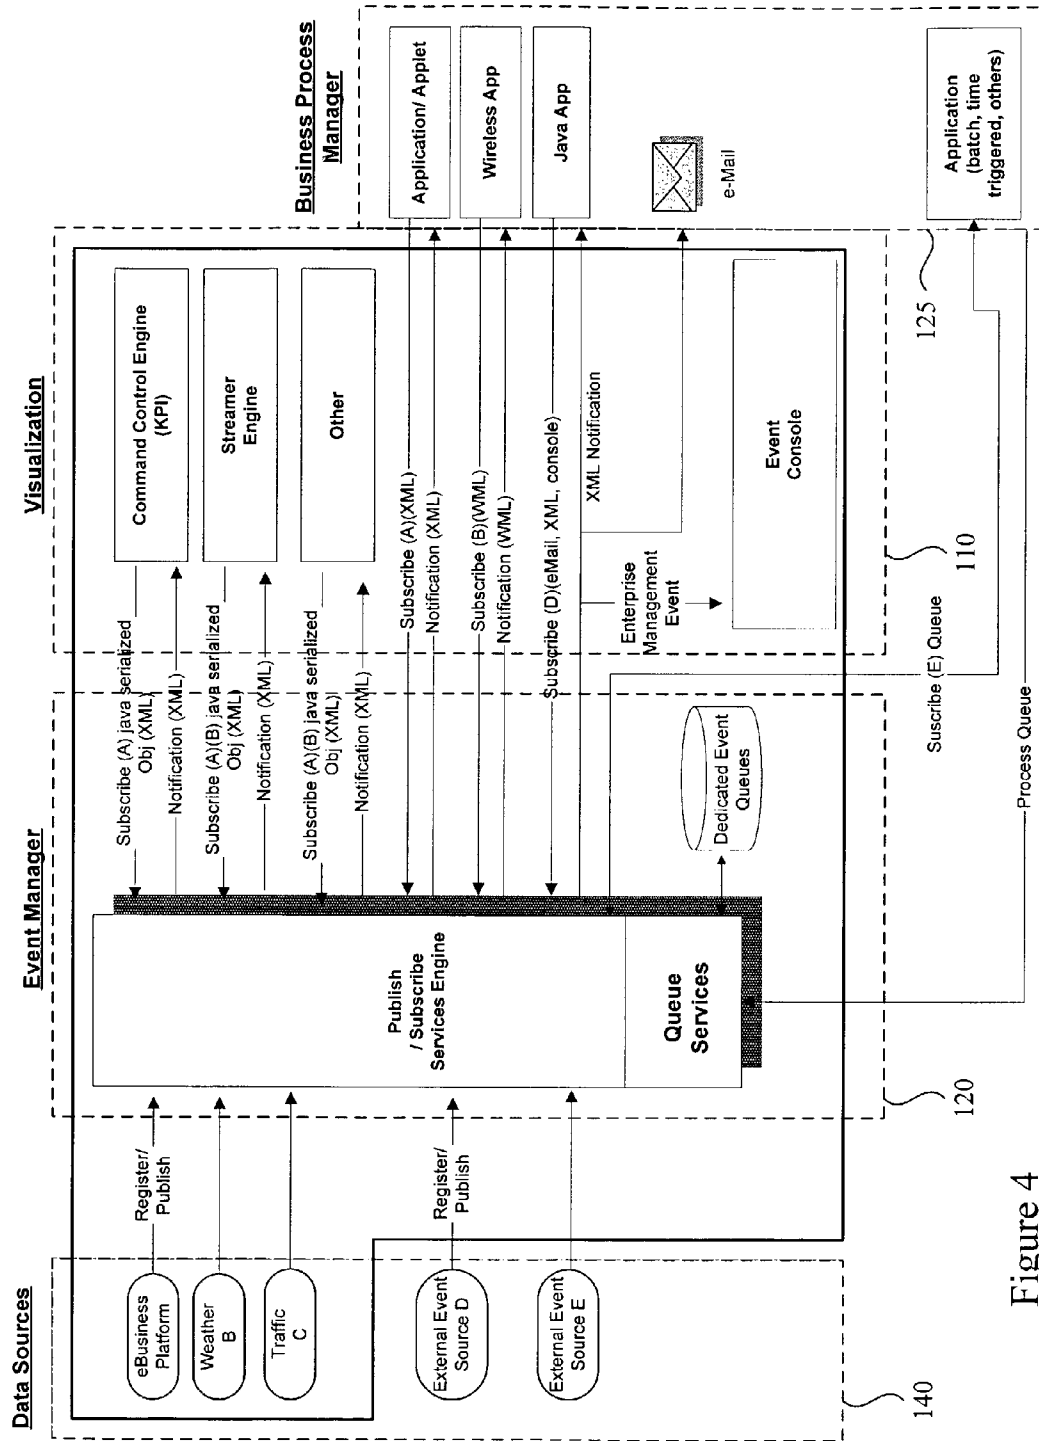 Data Sources
Event Manager
Visualization
Business Process
Manager
eBusiness
Platform
Weather
B
Traffic
C
External Event
Source D
External Event
Source E
140
Register/
Publish
Register/
Publish
Publish
/ Subscribe
Services Engine
Queue
Services
120
Dedicated Event
Queues
Subscribe (A) java serialized
Obj (XML)
Notification (XML)
Subscribe (A)(B) java serialized
Obj (XML)
Notification (XML)
Subscribe (A)(B) java serialized
Obj (XML)
Notification (XML)
Subscribe (A)(XML)
Notification (XML)
Subscribe (B)(WML)
Notification (WML)
Subscribe (D)(eMail, XML, console)
XML Notification
Enterprise
Management
Event
Command Control Engine
(KPI)
Streamer
Engine
Other
Event
Console
110
Application/ Applet
Wireless App
Java App
e-Mail
Application
(batch, time
triggered, others)
125
Suscribe (E) Queue
Process Queue
Figure 4